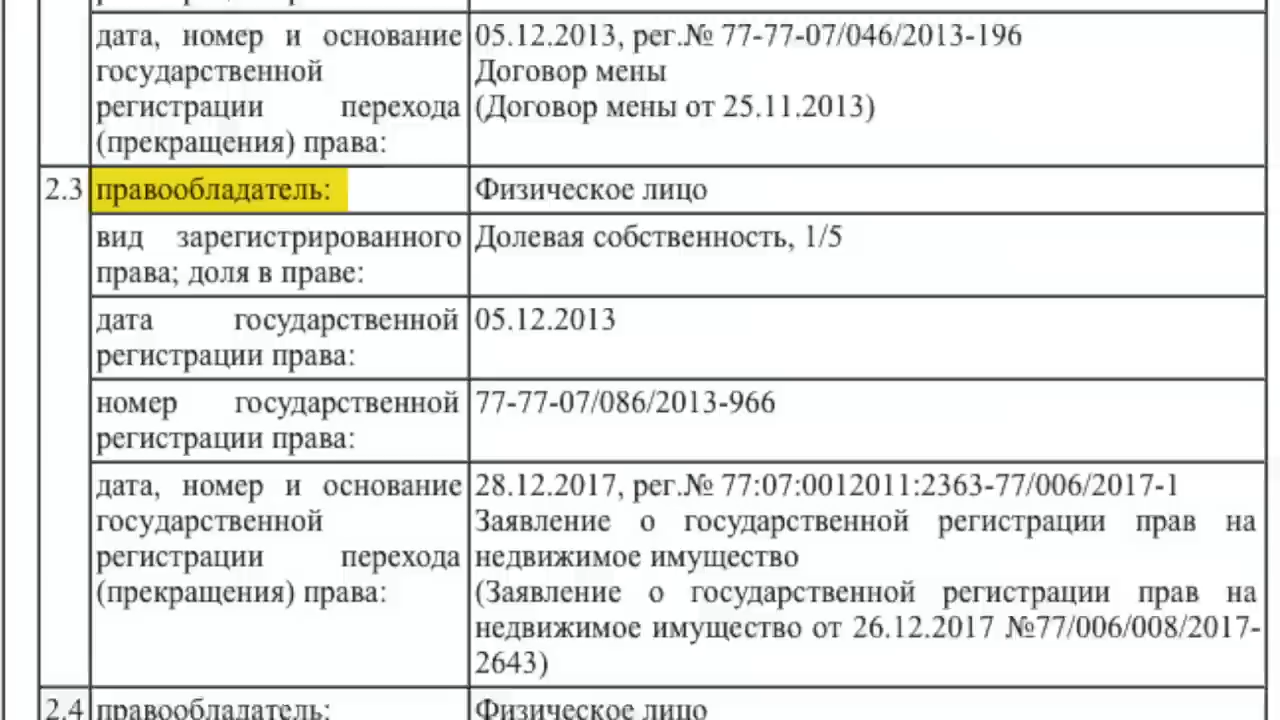 дата, номер и основание
государственной
регистрации перехода
(прекращения) права:
05.12.2013, рег.№ 77-77-07/046/2013-196
Договор мены
(Договор мены от 25.11.2013)
2.3
правообладатель:
Физическое лицо
вид зарегистрированного
права; доля в праве:
Долевая собственность, 1/5
дата государственной
регистрации права:
05.12.2013
номер государственной
регистрации права:
77-77-07/086/2013-966
дата, номер и основание
государственной
регистрации перехода
(прекращения) права:
28.12.2017, рег.№ 77:07:0012011:2363-77/006/2017-1
Заявление о государственной регистрации прав на
недвижимое имущество
(Заявление о государственной регистрации прав на
недвижимое имущество от 26.12.2017 №77/006/008/2017-
2643)
2.4
правообладатель:
Физическое лицо